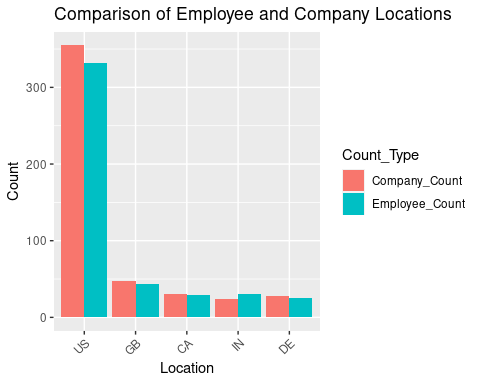 Comparison of Employee and Company Locations
300
200
100
0
Count
US
GB
CA
IN
DE
Location
Count_Type
Company_Count
Employee_Count